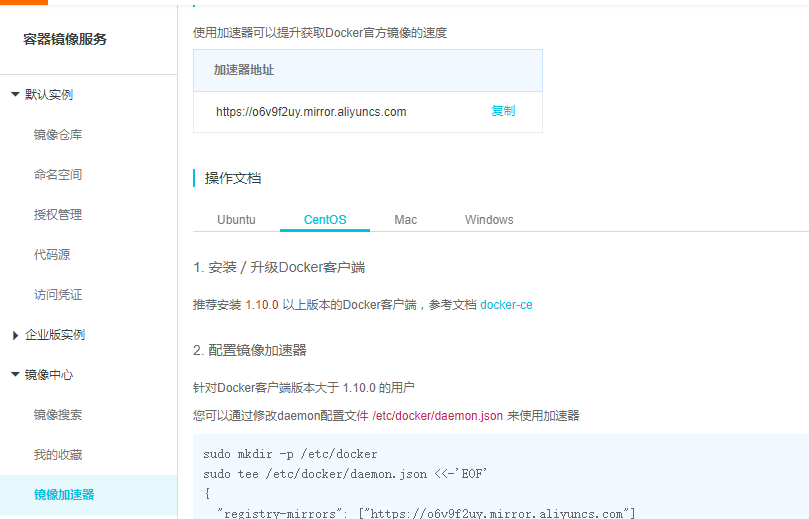 容器镜像服务
默认实例
镜像仓库
命名空间
授权管理
代码源
访问凭证
企业版实例
镜像中心
镜像搜索
我的收藏
镜像加速器
使用加速器可以提升获取Docker官方镜像的速度
加速器地址
https://o6v9f2uy.mirror.aliyuncs.com 复制
操作文档
Ubuntu CentOS Mac Windows
1. 安装 / 升级Docker客户端
推荐安装 1.10.0 以上版本的Docker客户端，参考文档 docker-ce
2. 配置镜像加速器
针对Docker客户端版本大于 1.10.0 的用户
您可以通过修改daemon配置文件 /etc/docker/daemon.json 来使用加速器
sudo mkdir -p /etc/docker
sudo tee /etc/docker/daemon.json <<-'EOF'
{
"registry-mirrors": ["https://o6v9f2uy.mirror.aliyuncs.com"]